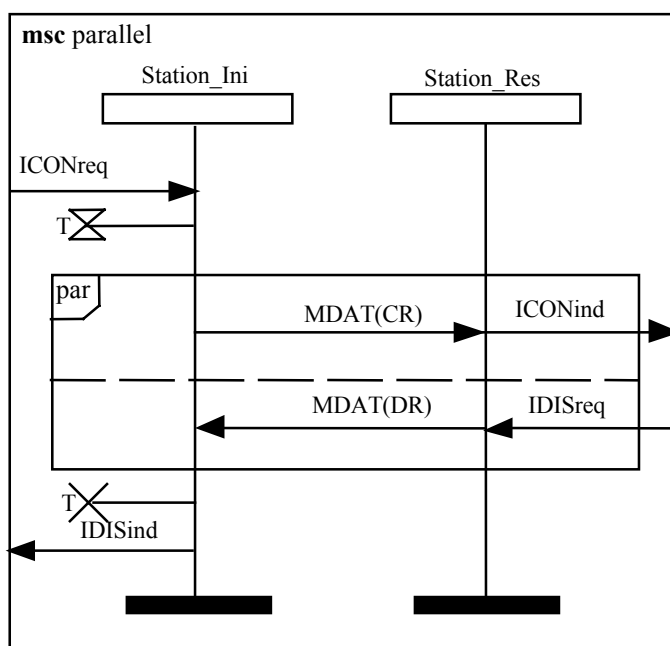 msc parallel
Station_Ini
Station_Res
ICONreq
T
par
MDAT(CR)
ICONind
MDAT(DR)
IDISreq
T
IDISind